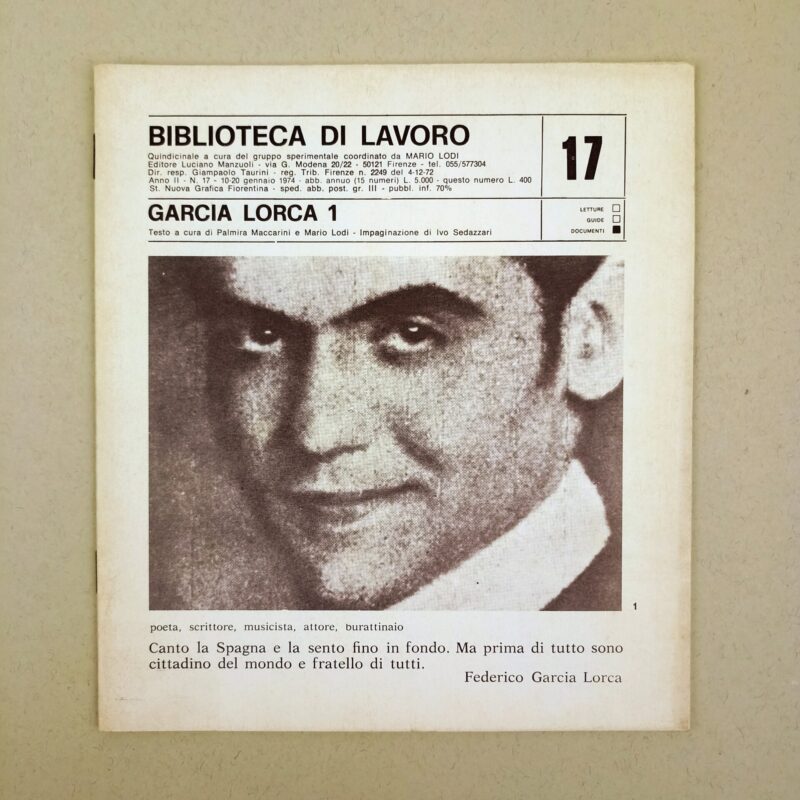 BIBLIOTECA DI LAVORO
Quindicinale a cura del gruppo sperimentale coordinato da MARIO LODI
Editore Luciano Manzuoli - via G. Modena 20/22 - 50121 Firenze - tel. 055/577304
Dir. resp. Giampaolo Taurini - reg. Trib. Firenze n. 2249 del 4-12-72
Anno II - N. 17 - 10-20 gennaio 1974 - abb. annuo (15 numeri) L. 5.000 - questo numero L. 400
St. Nuova Grafica Fiorentina - sped. abb. post. gr. III - pubbl. inf. 70%
17
GARCIA LORCA 1
Testo a cura di Palmira Maccarini e Mario Lodi - Impaginazione di Ivo Sedazzari
LETTURE
GUIDE
DOCUMENTI
1
poeta, scrittore, musicista, attore, burattinaio
Canto la Spagna e la sento fino in fondo. Ma prima di tutto sono
cittadino del mondo e fratello di tutti.
Federico Garcia Lorca